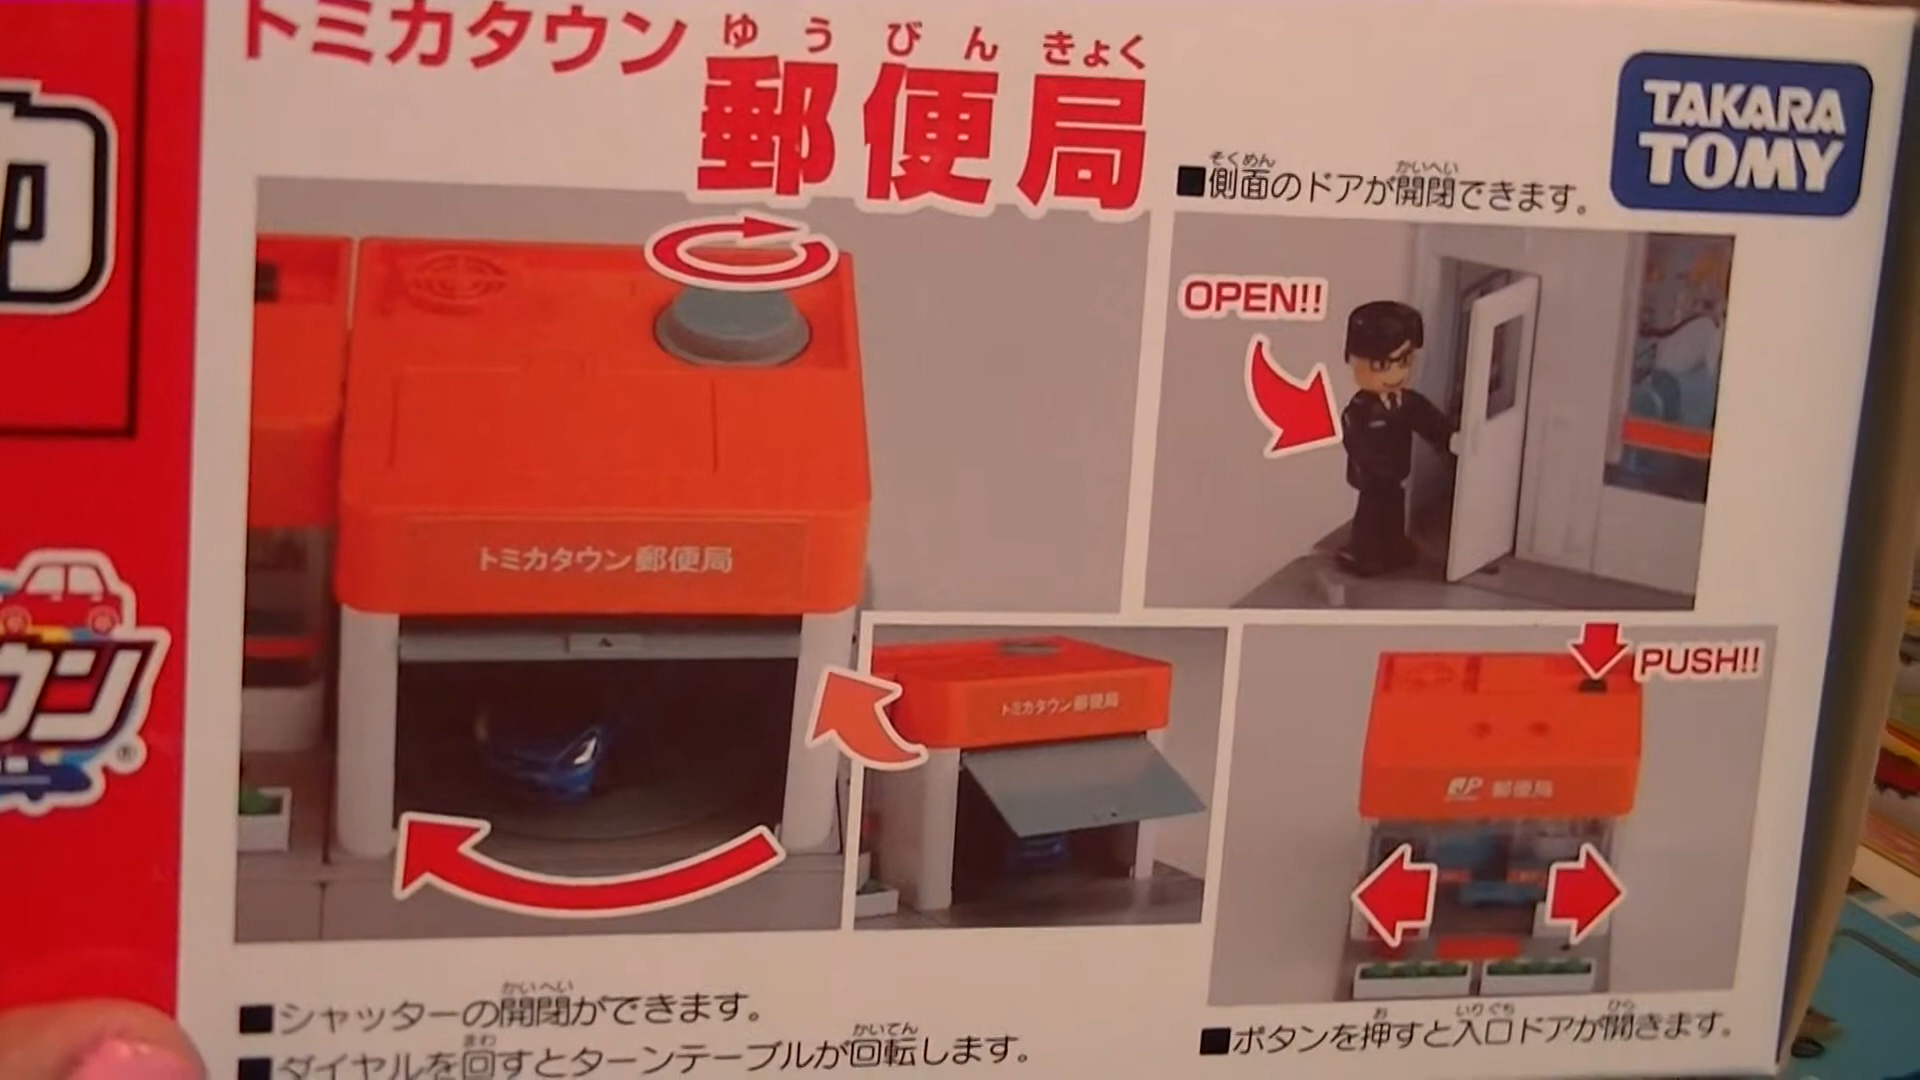 トミカタウン
ゆうびんきょく
郵便局
TAKARA
TOMY
そくめん かいへい
■側面のドアが開閉できます。
OPEN!!
トミカタウン郵便局
トミカタウン郵便局
PUSH!!
JP 郵便局
ウン
®
かいへい
■シャッターの開閉ができます。
まわ かいてん
■ダイヤルを回すとターンテーブルが回転します。
お いりぐち ひら
■ボタンを押すと入口ドアが開きます。